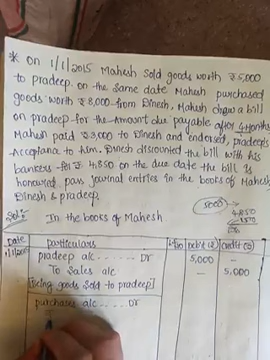 * On 1/1/2015 Mahesh sold goods worth ₹5,000
to pradeep. on the same date Mahesh purchased
goods worth ₹8,000 from Dinesh, Mahesh drew a bill
on pradeep for the Amount due payable after 4 Months
Mahesh paid ₹3,000 to Dinesh and endorsed, pradeep's
Acceptance to him. Dinesh discounted the bill with his
bankers for ₹ 4,850 on the due date the bill is
honoured, pass journal entries in the books of Mahesh
Dinesh & pradeep.
5000
4850
Sol:- In the books of Mahesh
Date particulars L.F.No Debit (₹) Credit (₹)
1/1/2015 pradeep a/c ...... Dr 5,000 -
To Sales a/c - 5,000
[Being goods sold to pradeep]
purchases a/c ..... Dr